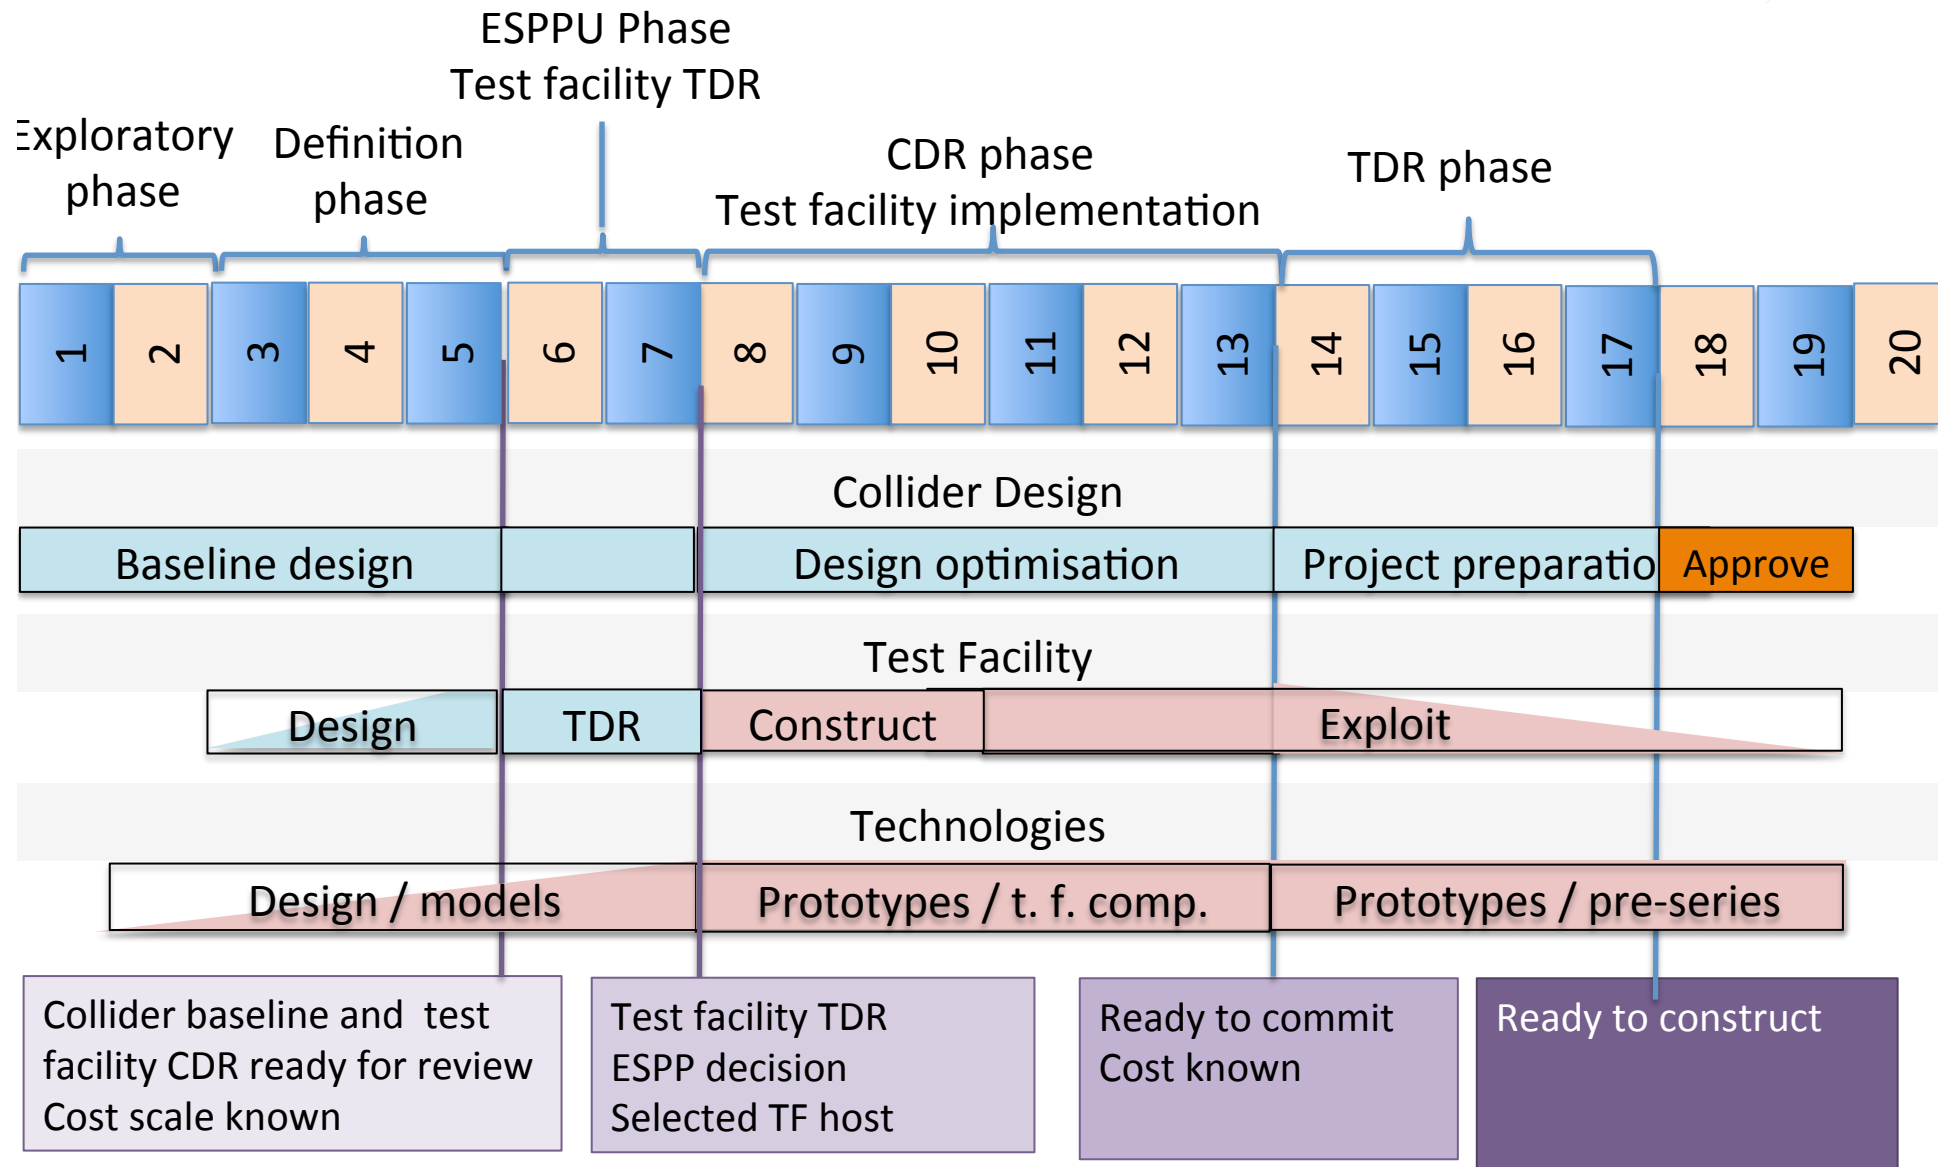 ESPPU Phase
Test facility TDR
Exploratory
phase
Definition
phase
CDR phase
Test facility implementation
TDR phase
1 2 3 4 5 6 7 8 9 10 11 12 13 14 15 16 17 18 19 20
Collider Design
Baseline design
Design optimisation
Project preparatio
Approve
Test Facility
Design
TDR
Construct
Exploit
Technologies
Design / models
Prototypes / t. f. comp.
Prototypes / pre-series
Collider baseline and test
facility CDR ready for review
Cost scale known
Test facility TDR
ESPP decision
Selected TF host
Ready to commit
Cost known
Ready to construct